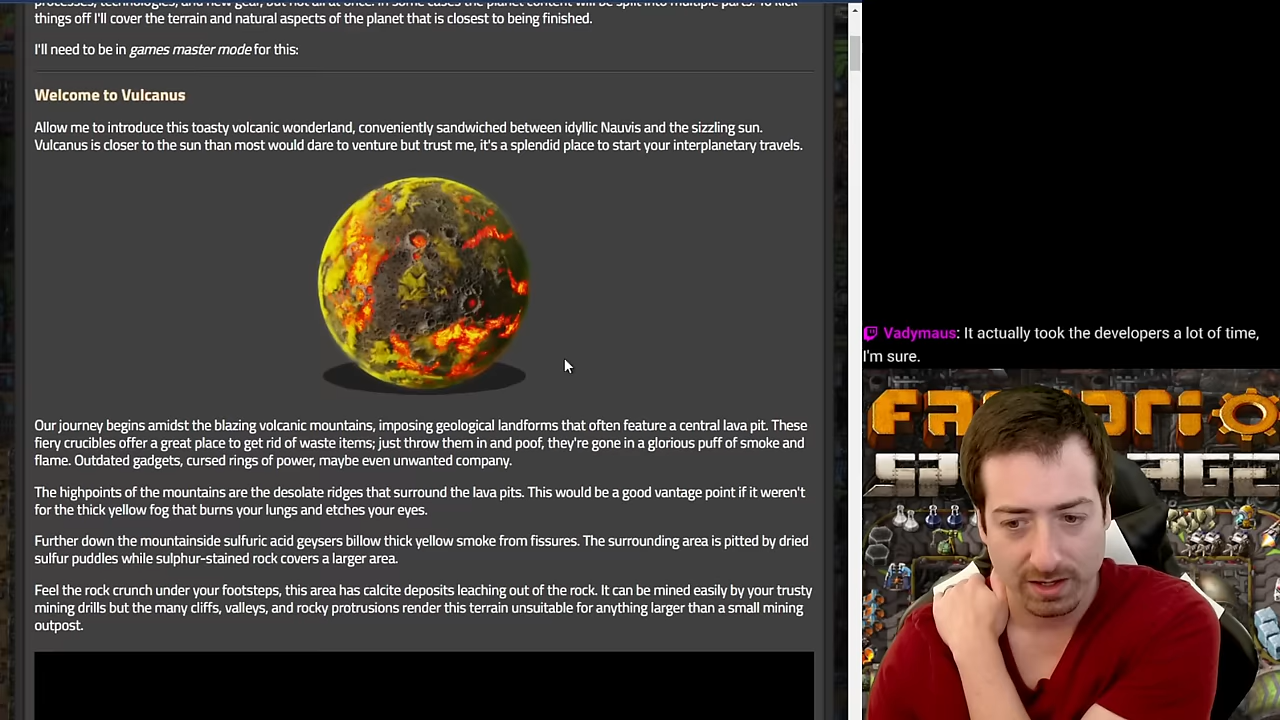 things off I'll cover the terrain and natural aspects of the planet that is closest to being finished.
I'll need to be in games master mode for this:
Welcome to Vulcanus
Allow me to introduce this toasty volcanic wonderland, conveniently sandwiched between idyllic Nauvis and the sizzling sun.
Vulcanus is closer to the sun than most would dare to venture but trust me, it's a splendid place to start your interplanetary travels.
Our journey begins amidst the blazing volcanic mountains, imposing geological landforms that often feature a central lava pit. These
fiery crucibles offer a great place to get rid of waste items; just throw them in and poof, they're gone in a glorious puff of smoke and
flame. Outdated gadgets, cursed rings of power, maybe even unwanted company.
The highpoints of the mountains are the desolate ridges that surround the lava pits. This would be a good vantage point if it weren't
for the thick yellow fog that burns your lungs and etches your eyes.
Further down the mountainside sulfuric acid geysers billow thick yellow smoke from fissures. The surrounding area is pitted by dried
sulfur puddles while sulphur-stained rock covers a larger area.
Feel the rock crunch under your footsteps, this area has calcite deposits leaching out of the rock. It can be mined easily by your trusty
mining drills but the many cliffs, valleys, and rocky protrusions render this terrain unsuitable for anything larger than a small mining
outpost.
Vadymaus: It actually took the developers a lot of time,
I'm sure.